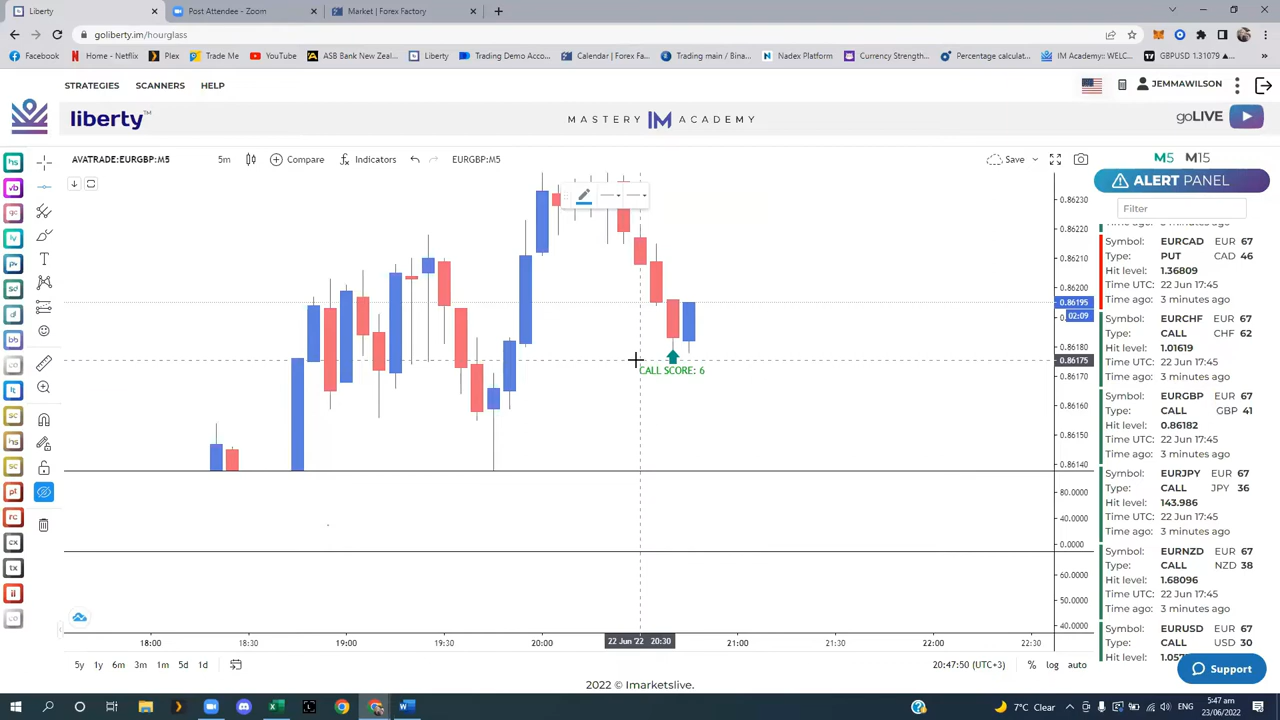 Liberty
Post Attendee - Zoom
Market | Forex Factory
goliberty.im/hourglass
Facebook
Home - Netflix
Plex
Trade Me
YouTube
ASB Bank New Zeal...
Liberty
Trading Demo Acco...
Calendar | Forex Fa...
Trading main / Bina...
Nadex Platform
Currency Strength...
Percentage calculat...
IM Academy: WELC...
GBPUSD 1.31079 ▲...
STRATEGIES
SCANNERS
HELP
JEMMAWILSON
liberty™
MASTERY IM ACADEMY
goLIVE
AVATRADE:EURGBP:M5
5m
Compare
Indicators
EURGBP:M5
Save
M5 M15
ALERT PANEL
Filter
3 minutes ago
Symbol: EURCAD EUR 67
Type: PUT CAD 46
Hit level:
1.36809
Time UTC: 22 Jun 17:45
Time ago: 3 minutes ago
Symbol: EURCHF EUR 67
Type: CALL CHF 62
Hit level:
1.01619
Time UTC: 22 Jun 17:45
Time ago: 3 minutes ago
Symbol: EURGBP EUR 67
Type: CALL GBP 41
Hit level:
0.86182
Time UTC: 22 Jun 17:45
Time ago: 3 minutes ago
Symbol: EURJPY EUR 67
Type: CALL JPY 36
Hit level:
143.986
Time UTC: 22 Jun 17:45
Time ago: 3 minutes ago
Symbol: EURNZD EUR 67
Type: CALL NZD 38
Hit level:
1.68096
Time UTC: 22 Jun 17:45
Time ago: 3 minutes ago
Symbol: EURUSD EUR 67
Type: CALL USD 30
Hit level:
Support
0.86230
0.86220
0.86210
0.86200
0.86195
02:09
0.86180
0.86175
0.86170
0.86160
0.86150
0.86140
80.0000
40.0000
0.0000
60.0000
50.0000
40.0000
CALL SCORE: 6
18:00
18:30
19:00
19:30
20:00
22 Jun '22 20:30
21:00
21:30
22:00
22:30
5y 1y 6m 3m 1m 5d 1d
20:47:50 (UTC+3)
% log auto
2022 © Imarketslive.
7°C Clear
ENG
5:47 am
23/06/2022